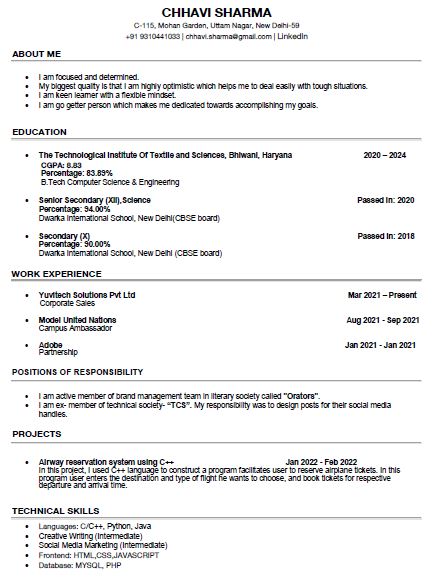 CHHAVI SHARMA
C-115, Mohan Garden, Uttam Nagar, New Delhi-59
+91 9310441033 | chhavi.sharma@gmail.com | LinkedIn
ABOUT ME
• I am focused and determined.
• My biggest quality is that I am highly optimistic which helps me to deal easily with tough situations.
• I am keen learner with a flexible mindset.
• I am go getter person which makes me dedicated towards accomplishing my goals.
EDUCATION
• The Technological Institute Of Textile and Sciences, Bhiwani, Haryana 2020 – 2024
CGPA: 8.83
Percentage: 83.89%
B.Tech Computer Science & Engineering
• Senior Secondary (XII),Science Passed in: 2020
Percentage: 94.00%
Dwarka International School, New Delhi(CBSE board)
• Secondary (X) Passed in: 2018
Percentage: 90.00%
Dwarka International School, New Delhi(CBSE board)
WORK EXPERIENCE
• Yuvitech Solutions Pvt Ltd Mar 2021 – Present
Corporate Sales
• Model United Nations Aug 2021 - Sep 2021
Campus Ambassador
• Adobe Jan 2021 - Jan 2021
Partnership
POSITIONS OF RESPONSIBILITY
• I am active member of brand management team in literary society called "Orators".
• I am ex- member of technical society- "TCS". My responsibility was to design posts for their social media
handles.
PROJECTS
• Airway reservation system using C++ Jan 2022 - Feb 2022
In this project, I used C++ language to construct a program facilitates user to reserve airplane tickets. In this
program user enters the destination and type of flight he wants to choose, and book tickets for respective
departure and arrival time.
TECHNICAL SKILLS
• Languages: C/C++, Python, Java
• Creative Writing (Intermediate)
• Social Media Marketing (Intermediate)
• Frontend: HTML,CSS,JAVASCRIPT
• Database: MYSQL, PHP